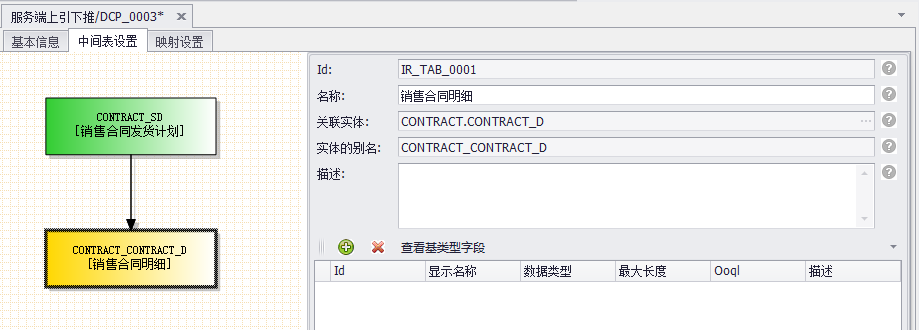 服务端上引下推/DCP_0003*
基本信息 中间表设置 映射设置
CONTRACT_SD
[销售合同发货计划]
CONTRACT_CONTRACT_D
[销售合同明细]
Id: IR_TAB_0001
名称: 销售合同明细
关联实体: CONTRACT.CONTRACT_D
实体的别名: CONTRACT_CONTRACT_D
描述:
查看基类型字段
Id 显示名称 数据类型 最大长度 Ooql 描述